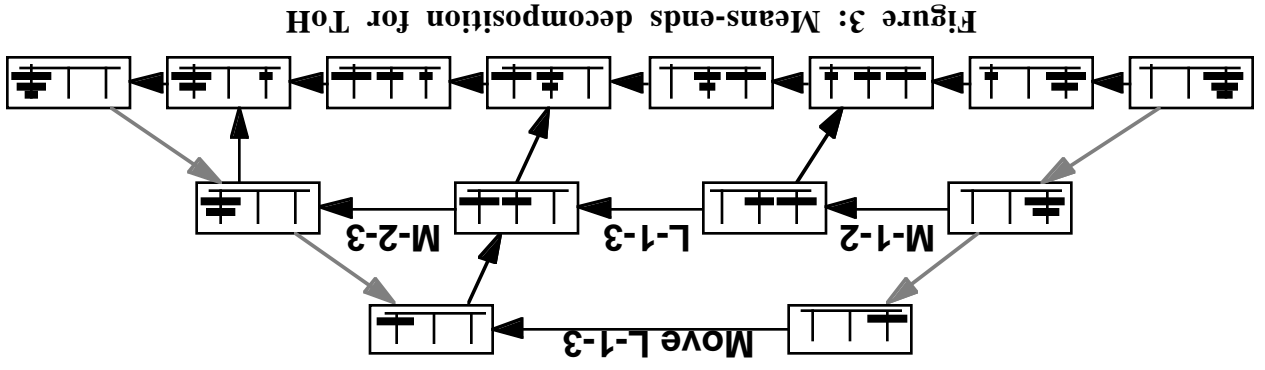 Move L-1-3
M-1-2 L-1-3 M-2-3
Figure 3: Means-ends decomposition for ToH